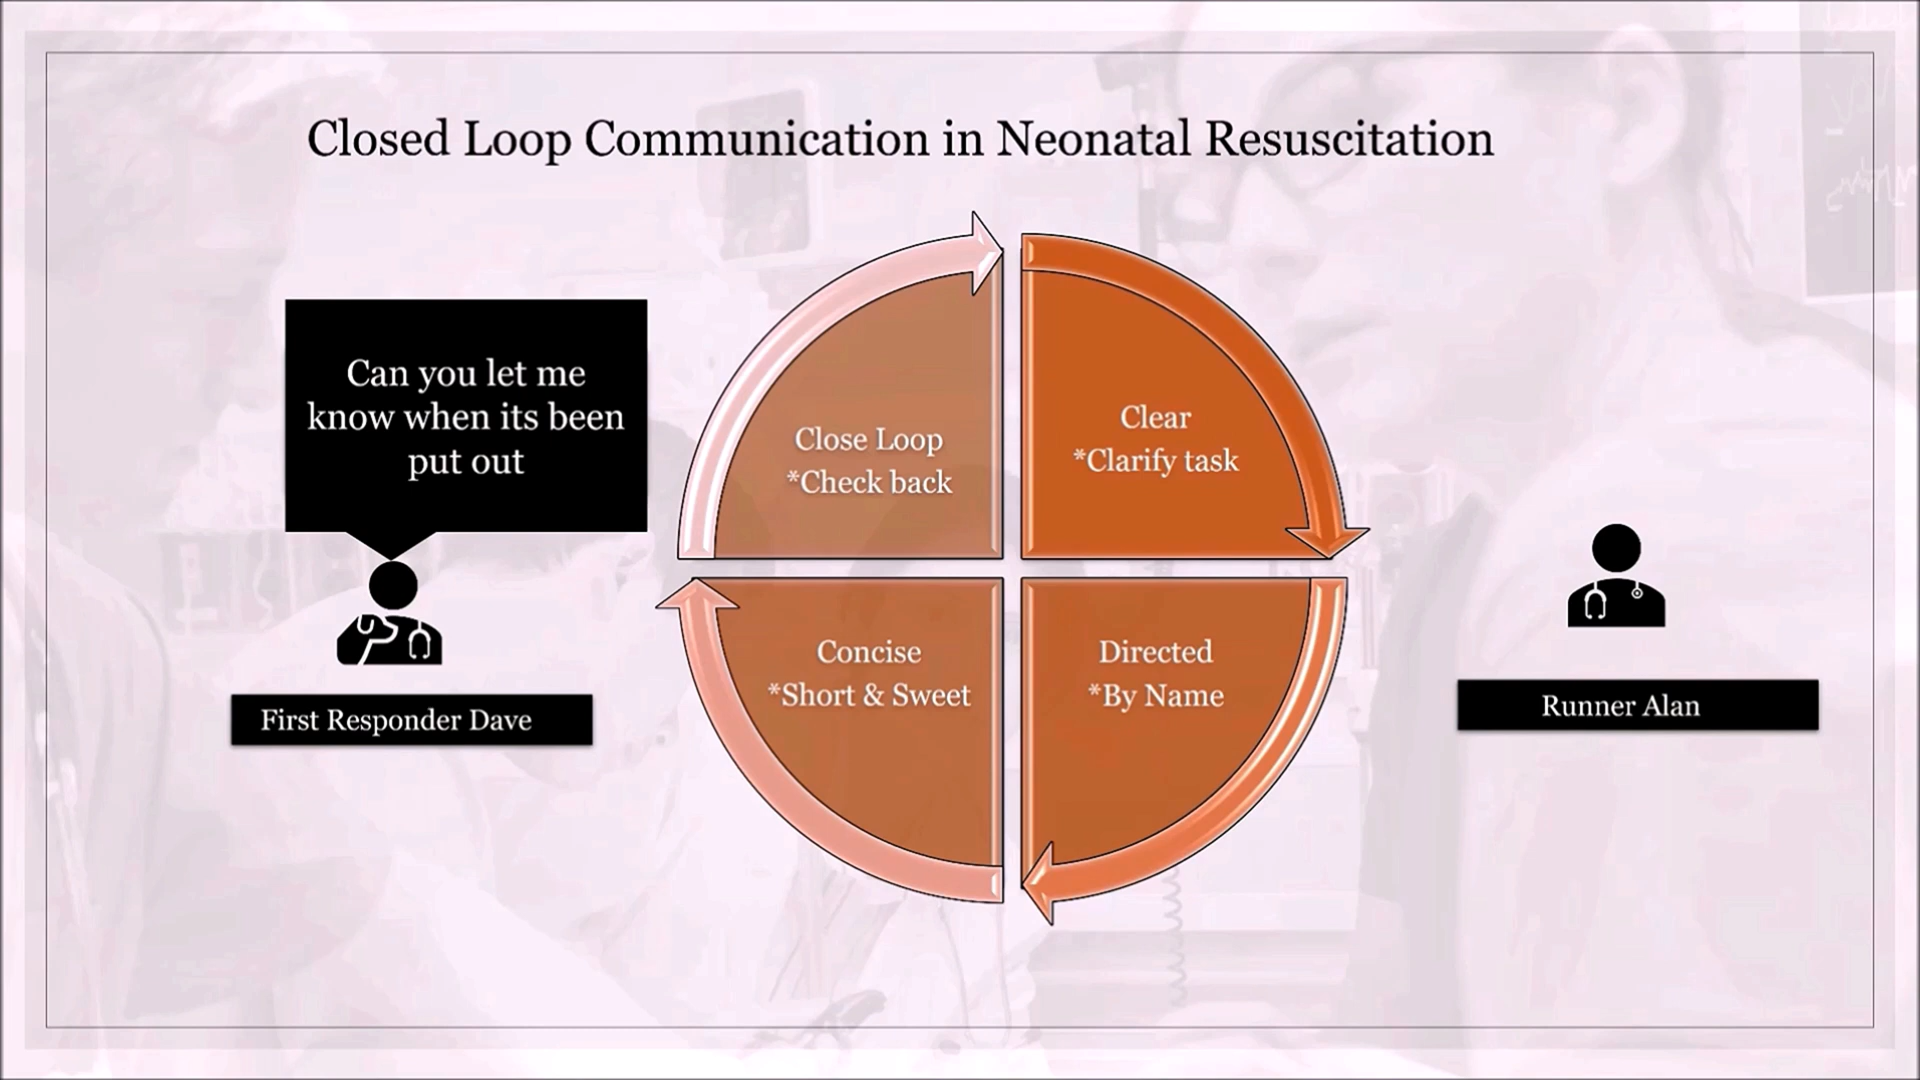 Closed Loop Communication in Neonatal Resuscitation
Can you let me
know when its been
put out
First Responder Dave
Close Loop
*Check back
Clear
*Clarify task
Concise
*Short & Sweet
Directed
*By Name
Runner Alan